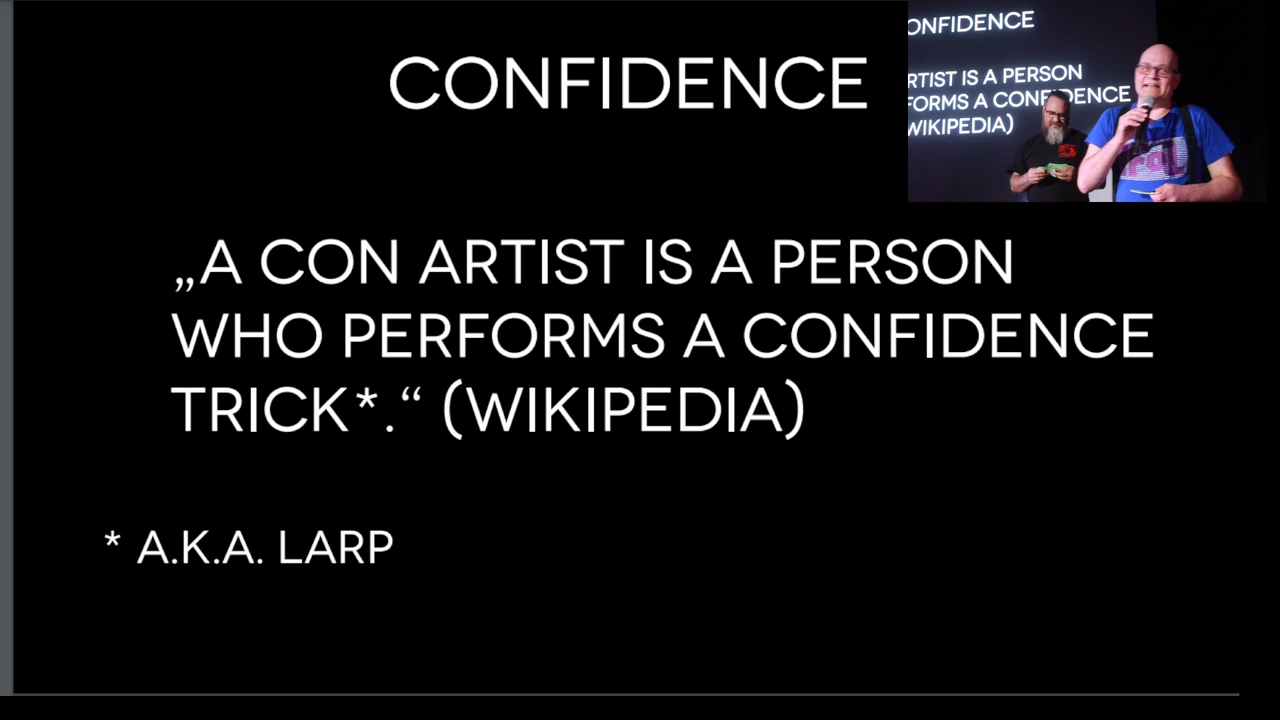 CONFIDENCE
„A CON ARTIST IS A PERSON
WHO PERFORMS A CONFIDENCE
TRICK*.“ (WIKIPEDIA)
* A.K.A. LARP
ONFIDENCE
RTIST IS A PERSON
FORMS A CONFIDENCE
WIKIPEDIA)